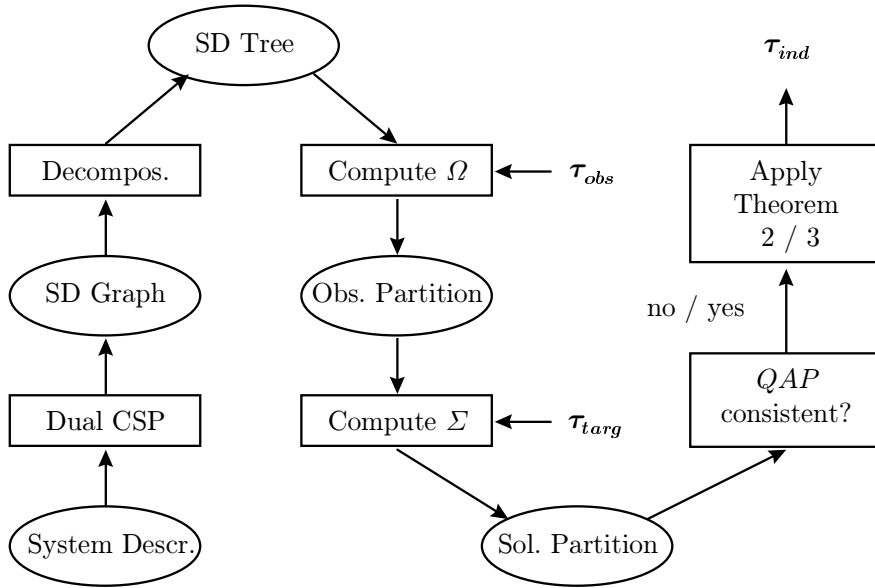 SD Tree
τind
Decompos.
Compute Ω
τobs
Apply
Theorem
2 / 3
SD Graph
Obs. Partition
no / yes
Dual CSP
Compute Σ
τtarg
QAP
consistent?
System Descr.
Sol. Partition